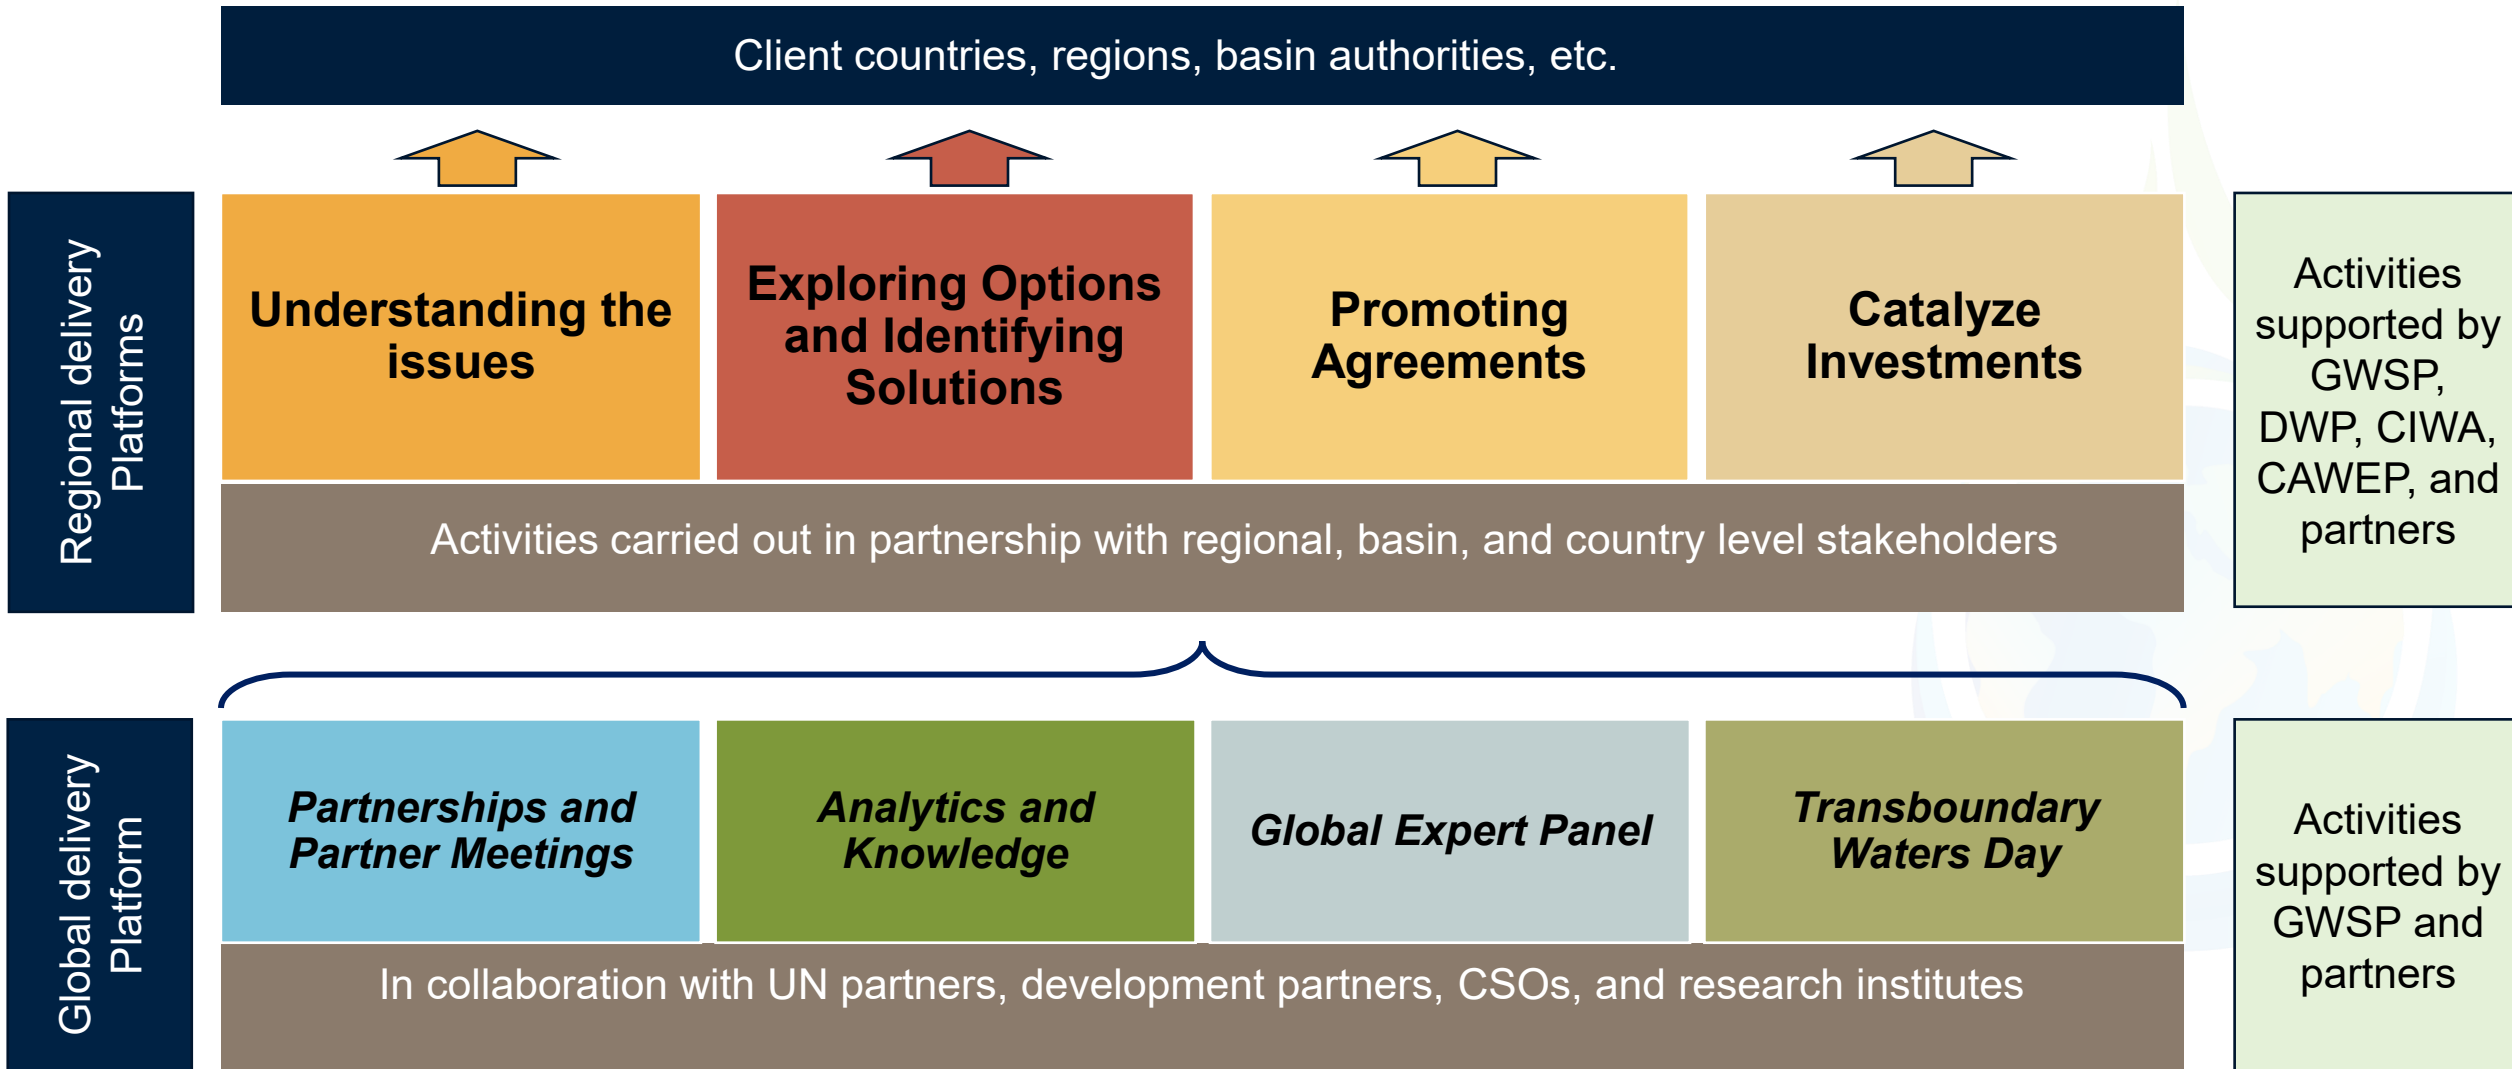 Client countries, regions, basin authorities, etc.
Regional delivery
Platforms
Understanding the
issues
Exploring Options
and Identifying
Solutions
Promoting
Agreements
Catalyze
Investments
Activities
supported by
GWSP,
DWP, CIWA,
CAWEP, and
partners
Activities carried out in partnership with regional, basin, and country level stakeholders
Global delivery
Platform
Partnerships and
Partner Meetings
Analytics and
Knowledge
Global Expert Panel
Transboundary
Waters Day
Activities
supported by
GWSP and
partners
In collaboration with UN partners, development partners, CSOs, and research institutes